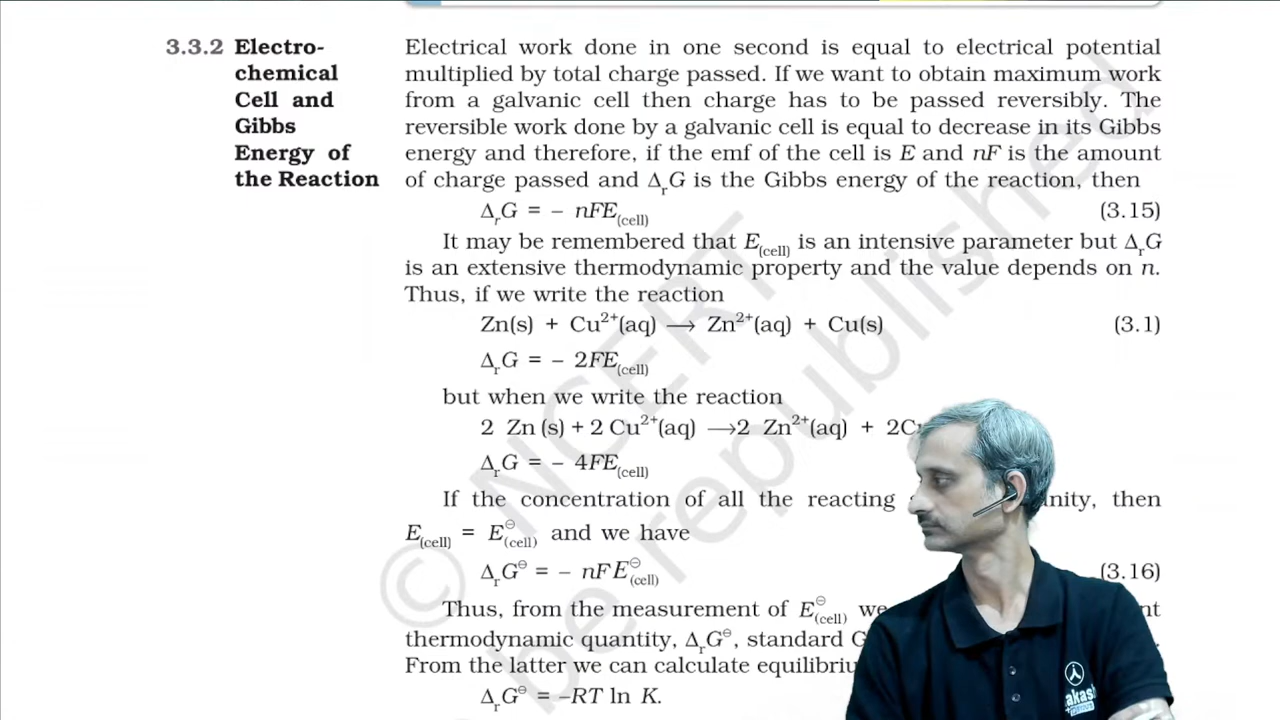 3.3.2 Electro-
chemical
Cell and
Gibbs
Energy of
the Reaction
Electrical work done in one second is equal to electrical potential
multiplied by total charge passed. If we want to obtain maximum work
from a galvanic cell then charge has to be passed reversibly. The
reversible work done by a galvanic cell is equal to decrease in its Gibbs
energy and therefore, if the emf of the cell is E and nF is the amount
of charge passed and ΔᵣG is the Gibbs energy of the reaction, then
ΔᵣG = – nFE(cell) (3.15)
It may be remembered that E(cell) is an intensive parameter but ΔᵣG
is an extensive thermodynamic property and the value depends on n.
Thus, if we write the reaction
Zn(s) + Cu²⁺(aq) ⟶ Zn²⁺(aq) + Cu(s) (3.1)
ΔᵣG = – 2FE(cell)
but when we write the reaction
2 Zn (s) + 2 Cu²⁺(aq) ⟶2 Zn²⁺(aq) + 2C
ΔᵣG = – 4FE(cell)
If the concentration of all the reacting nity, then
E(cell) = E⊖(cell) and we have
ΔᵣG⊖ = – nFE⊖(cell) (3.16)
Thus, from the measurement of E⊖(cell) we nt
thermodynamic quantity, ΔᵣG⊖, standard G
From the latter we can calculate equilibriu
ΔᵣG⊖ = –RT ln K.
© NCERT
be republished
akash